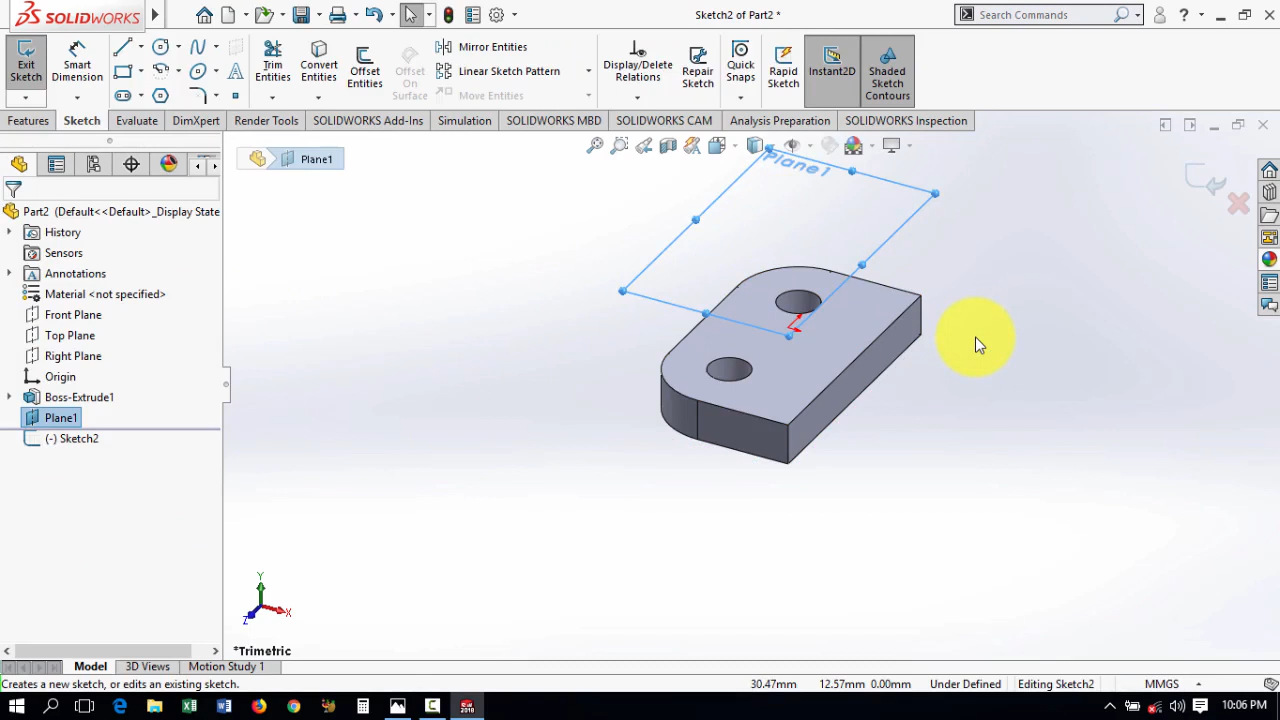 SOLIDWORKS
Sketch2 of Part2 *
Search Commands
?
Exit Sketch
Smart Dimension
Trim Entities
Convert Entities
Offset Entities
Offset On Surface
Mirror Entities
Linear Sketch Pattern
Move Entities
Display/Delete Relations
Repair Sketch
Quick Snaps
Rapid Sketch
Instant2D
Shaded Sketch Contours
Features
Sketch
Evaluate
DimXpert
Render Tools
SOLIDWORKS Add-Ins
Simulation
SOLIDWORKS MBD
SOLIDWORKS CAM
Analysis Preparation
SOLIDWORKS Inspection
Plane1
Plane1
Part2 (Default<<Default>_Display State
History
Sensors
Annotations
Material <not specified>
Front Plane
Top Plane
Right Plane
Origin
Boss-Extrude1
Plane1
(-) Sketch2
Y
X
Z
*Trimetric
Model
3D Views
Motion Study 1
Creates a new sketch, or edits an existing sketch.
30.47mm
12.57mm 0.00mm
Under Defined
Editing Sketch2
MMGS
10:06 PM